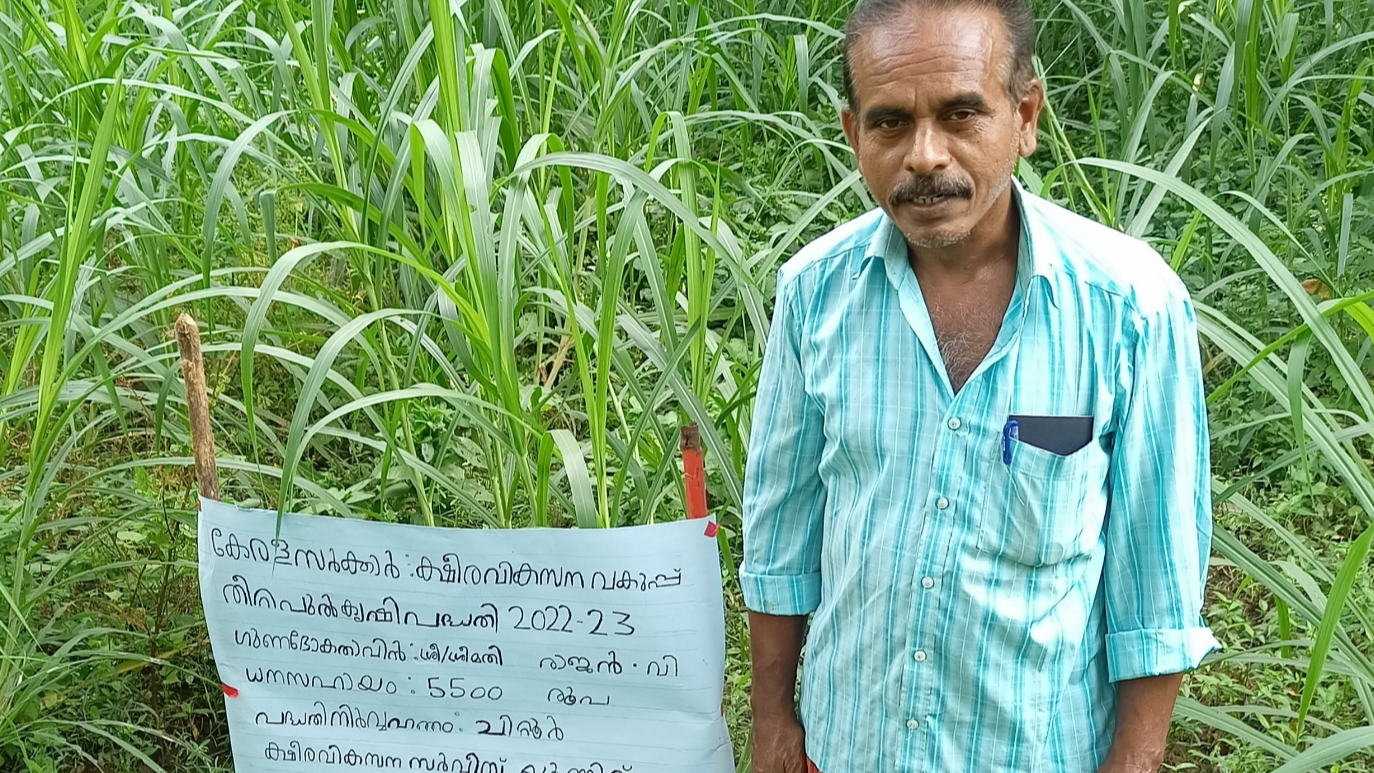 കേരളസർക്കാർ : ക്ഷീരവികസന വകുപ്പ്
തീറ്റപുൽകൃഷി പദ്ധതി 2022-23
ഗുണഭോക്താവിൻ : ശ്രീ/ശ്രീമതി രാജൻ . വി
ധനസഹായം : 5500 രൂപ
പദ്ധതിനിർവ്വഹണം : ചിറ്റൂർ
ക്ഷീരവികസന സർവീസ് യൂണിറ്റ്